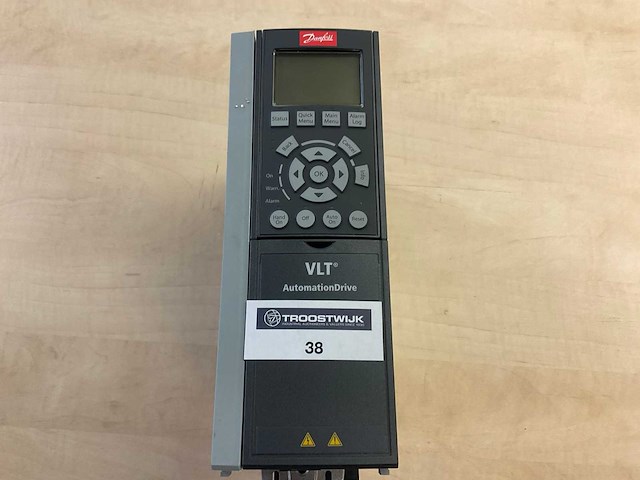 Danfoss
Status Quick Menu Main Menu Alarm Log
Back Cancel
OK Info
On
Warn.
Alarm
Hand On Off Auto On Reset
VLT®
AutomationDrive
TROOSTWIJK
38